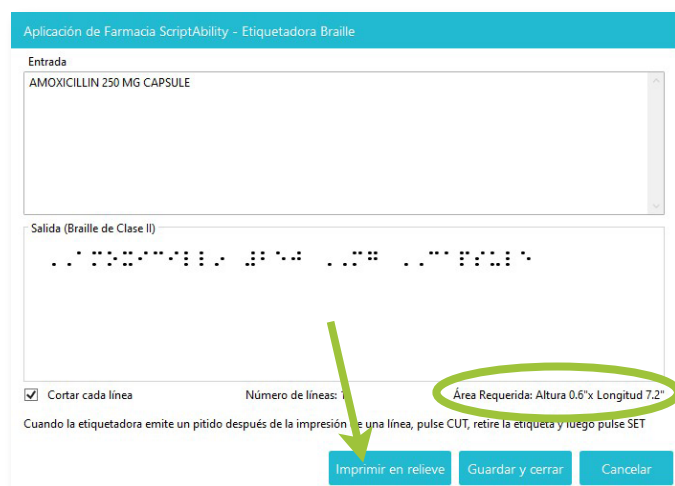 Aplicación de Farmacia ScriptAbility - Etiquetadora Braille
Entrada
AMOXICILLIN 250 MG CAPSULE
Salida (Braille de Clase II)
⠠⠠⠁⠍⠕⠭⠊⠉⠊⠇⠇⠔ ⠼⠃⠑⠚ ⠠⠠⠍⠛ ⠠⠠⠉⠁⠏⠎⠥⠇⠑
Cortar cada línea
Número de líneas: 1
Área Requerida: Altura 0.6"x Longitud 7.2"
Cuando la etiquetadora emite un pitido después de la impresión de una línea, pulse CUT, retire la etiqueta y luego pulse SET
Imprimir en relieve
Guardar y cerrar
Cancelar